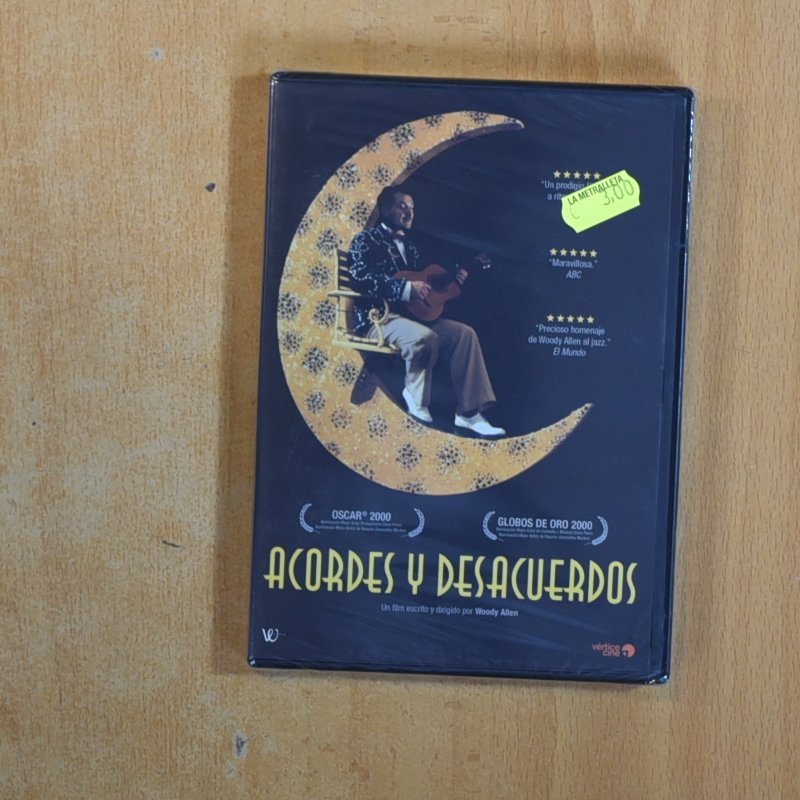 ★★★★★
"Un prodigio
a
LA METRALLETA
€ 3,00
★★★★★
"Maravillosa."
ABC
★★★★★
"Precioso homenaje
de Woody Allen al jazz."
El Mundo
OSCAR® 2000
GLOBOS DE ORO 2000
ACORDES Y DESACUERDOS
Un film escrito y dirigido por Woody Allen
vértice
cine